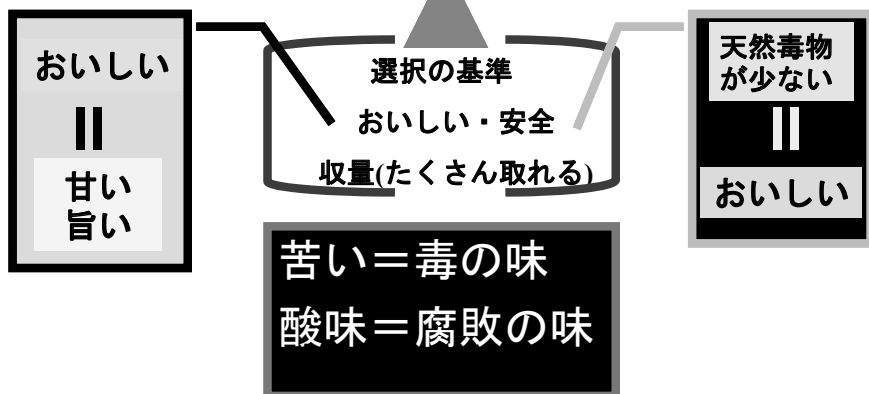 おいしい
=
甘い
旨い
選択の基準
おいしい・安全
収量(たくさん取れる)
天然毒物
が少ない
=
おいしい
苦い＝毒の味
酸味＝腐敗の味